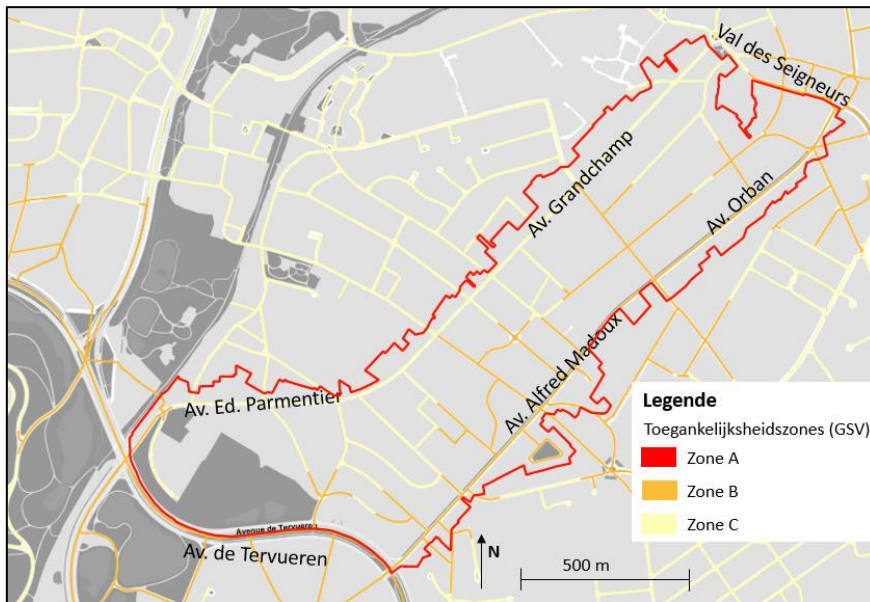 Val des Seigneurs
Av. Grandchamp
Av. Orban
Av. Alfred Madoux
Av. Ed. Parmentier
Avenue de Tervueren
Av. de Tervueren
N
500 m
Legende
Toegankelijksheidszones (GSV)
Zone A
Zone B
Zone C